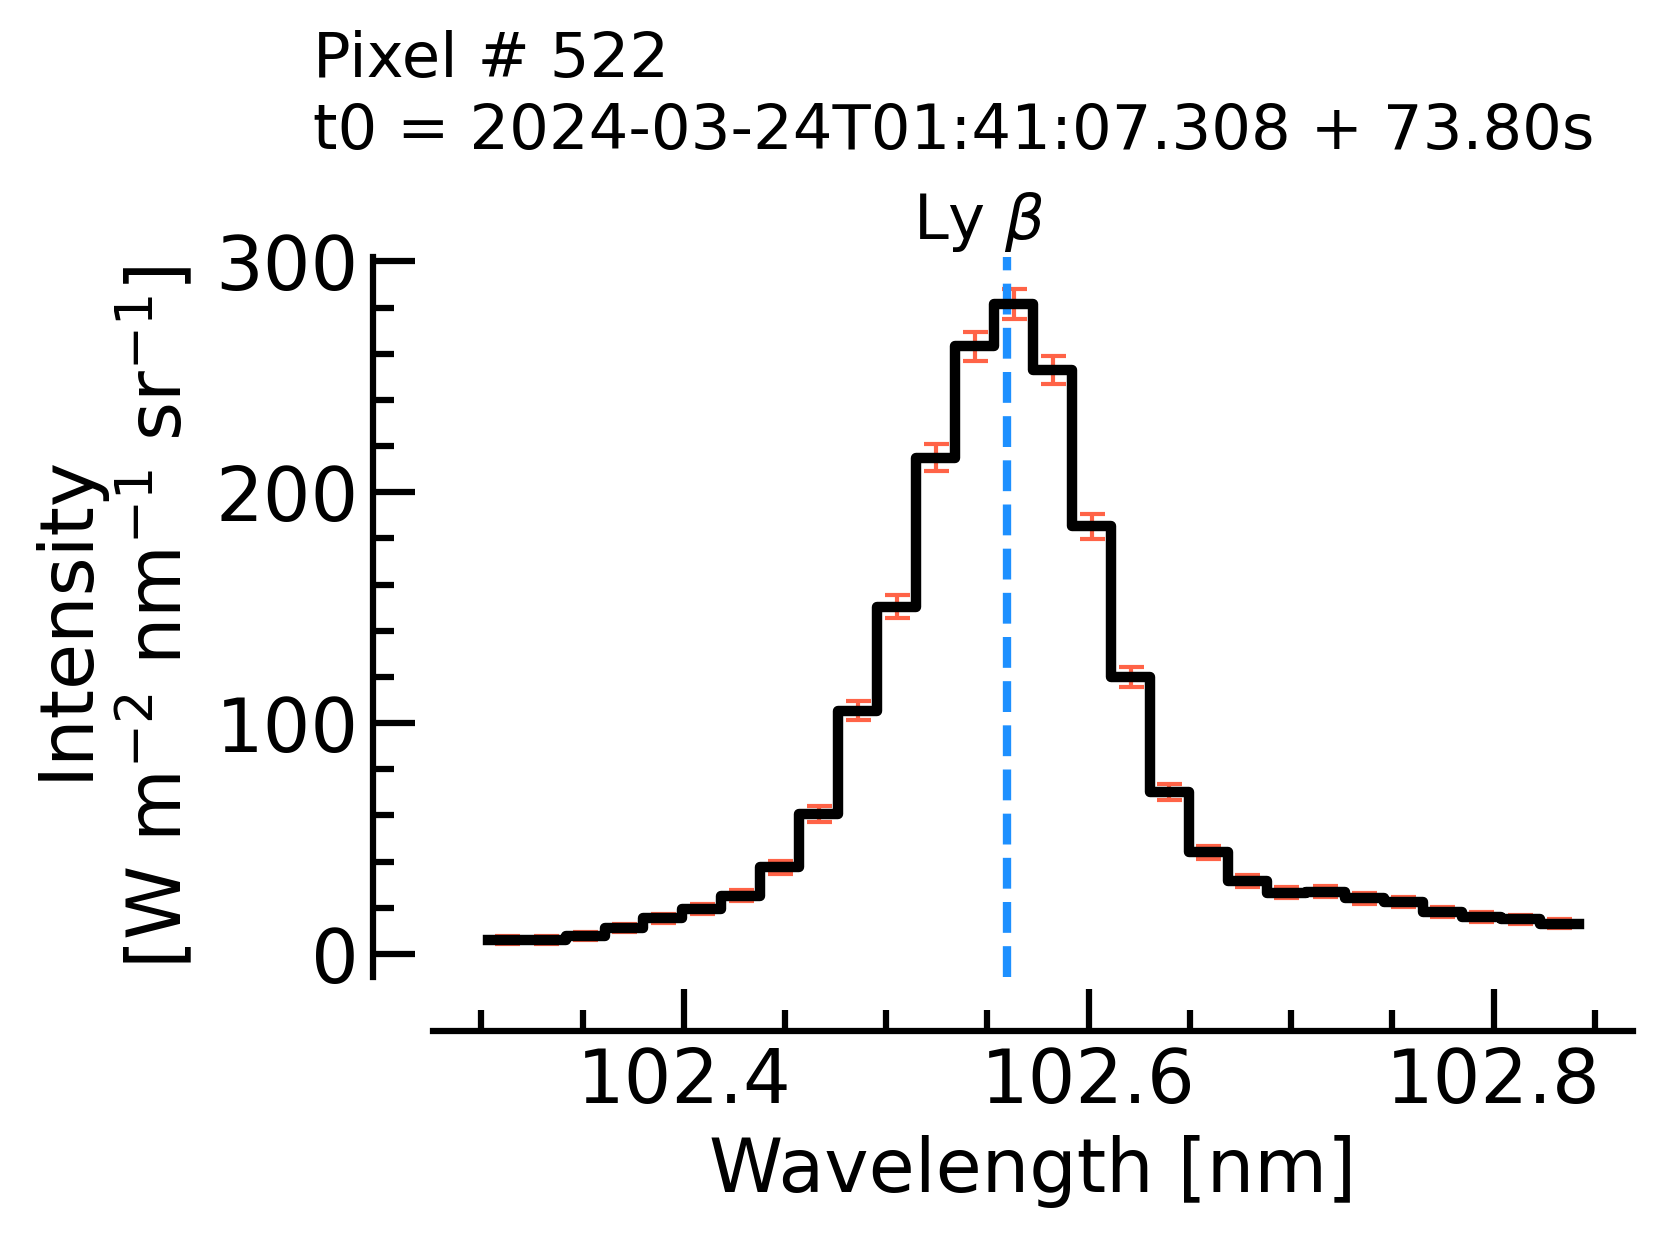 Pixel # 522
t0 = 2024-03-24T01:41:07.308 + 73.80s
Ly β
Intensity
[W m⁻² nm⁻¹ sr⁻¹]
300
200
100
0
102.4 102.6 102.8
Wavelength [nm]